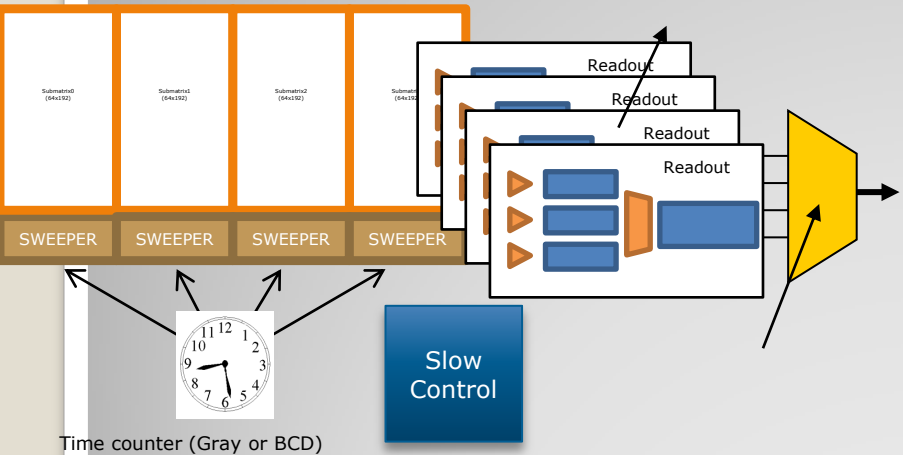 Submatrix0
(64x192)
Submatrix1
(64x192)
Submatrix2
(64x192)
Readout
Readout
Readout
Readout
SWEEPER
SWEEPER
SWEEPER
SWEEPER
11 12 1
10 2
9 3
8 4
7 6 5
Slow
Control
Time counter (Gray or BCD)